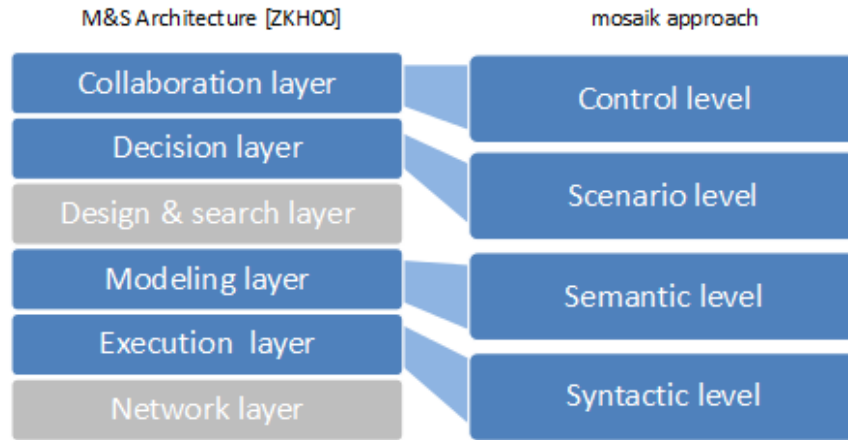 M&S Architecture [ZKH00]
mosaik approach
Collaboration layer
Decision layer
Design & search layer
Modeling layer
Execution layer
Network layer
Control level
Scenario level
Semantic level
Syntactic level